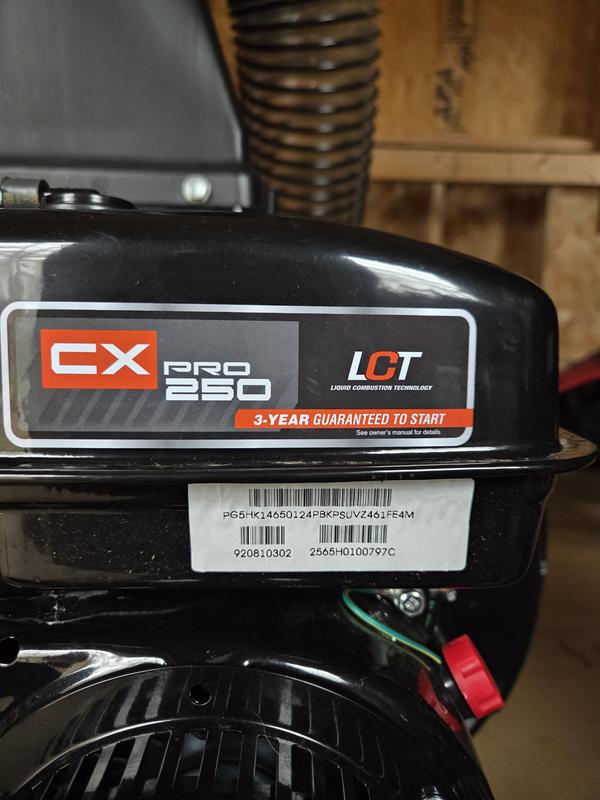 CX PRO 250
LCT
LIQUID COMBUSTION TECHNOLOGY
3-YEAR GUARANTEED TO START
See owner's manual for details
PG5HK14650124PBKPSUVZ461FE4M
920810302 2565H0100797C